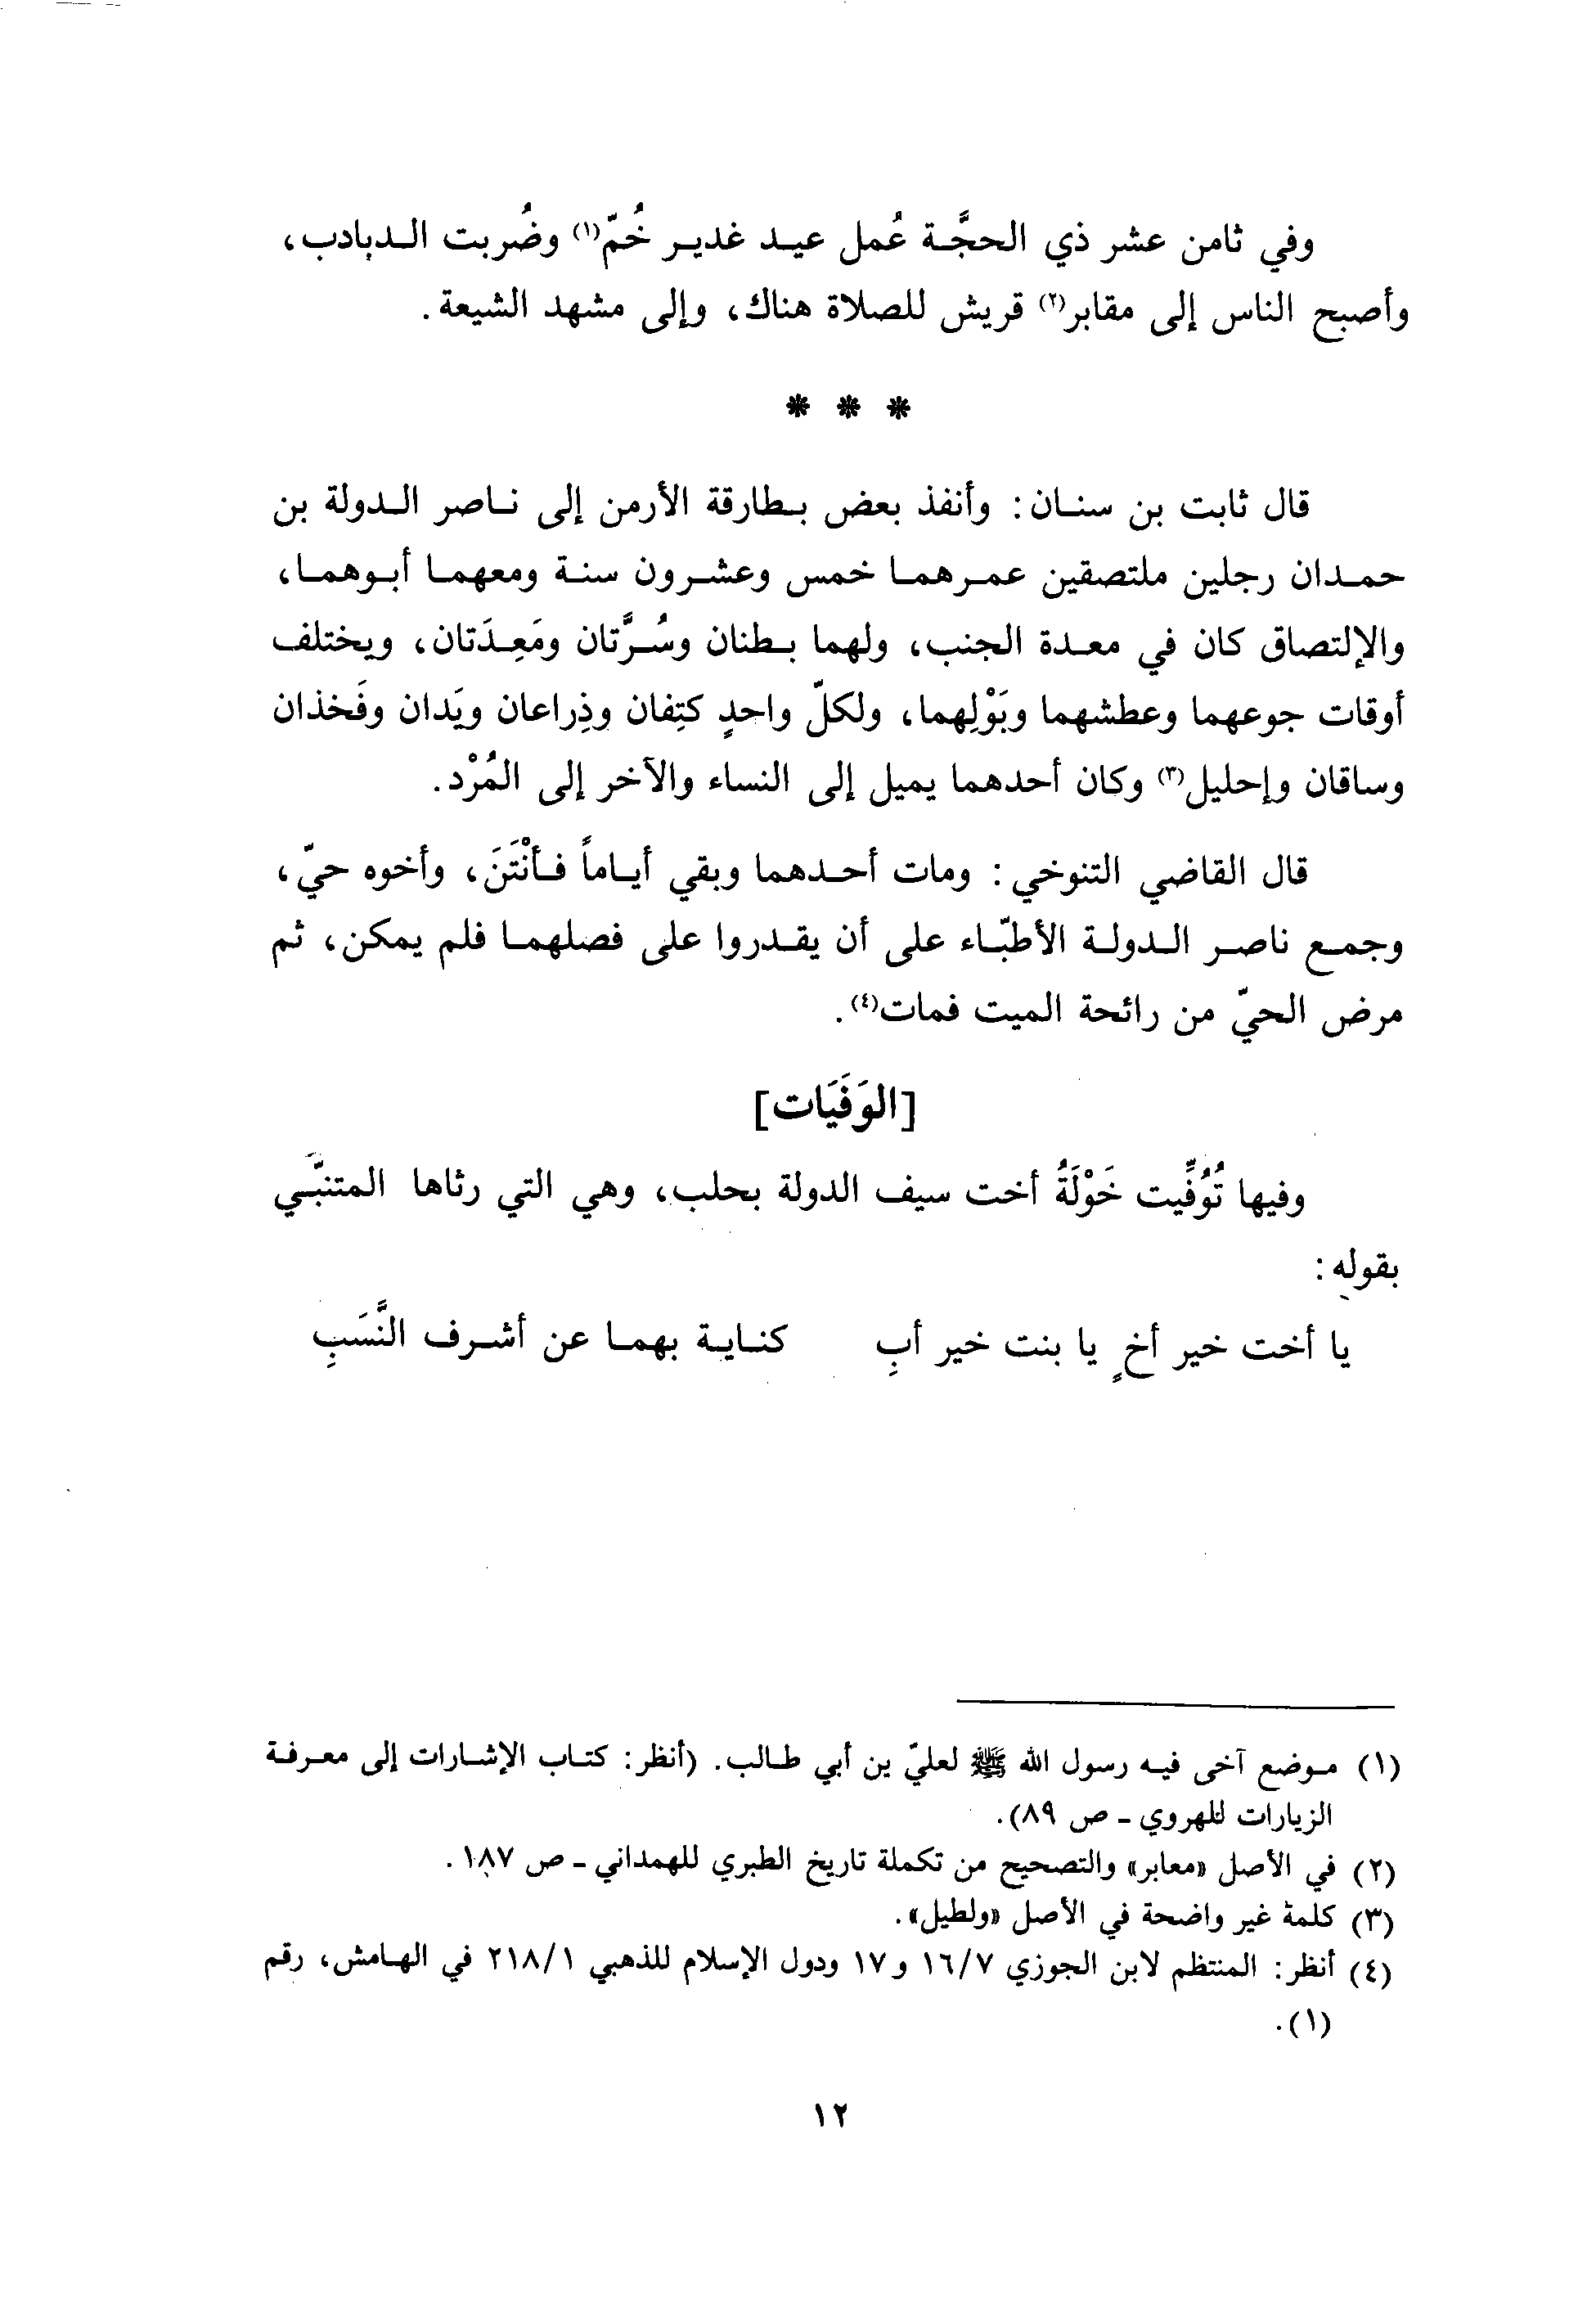 وفي ثامن عشر ذي الحجَّة عُمل عيد غدير خُمّ(١) وضُربت الدبادب،
وأصبح الناس إلى مقابر(٢) قريش للصلاة هناك، وإلى مشهد الشيعة.
* * *
قال ثابت بن سنان: وأنفذ بعض بطارقة الأرمن إلى ناصر الدولة بن
حمدان رجلين ملتصقين عمرهما خمس وعشرون سنة ومعهما أبوهما،
والإلتصاق كان في معدة الجنب، ولهما بطنان وسُرَّتان ومَعِدَتان، ويختلف
أوقات جوعهما وعطشهما وبَوْلِهما، ولكلّ واحدٍ كتِفان وذِراعان ويَدان وفَخذان
وساقان وإحليل(٣) وكان أحدهما يميل إلى النساء والآخر إلى المُرْد.
قال القاضي التنوخي: ومات أحدهما وبقي أياماً فأنْتَنَ، وأخوه حيّ،
وجمع ناصر الدولة الأطبّاء على أن يقدروا على فصلهما فلم يمكن، ثم
مرض الحيّ من رائحة الميت فمات(٤).
[الوَفَيَات]
وفيها تُوُفِّيت خَوْلَةُ أخت سيف الدولة بحلب، وهي التي رثاها المتنبَّي
بقوله:
يا أخت خير أخٍ يا بنت خير أبِ كناية بهما عن أشرف النَّسَبِ
(١) موضع آخى فيه رسول الله ﷺ لعليّ بن أبي طالب. (أنظر: كتاب الإشارات إلى معرفة
الزيارات للهروي ـ ص ٨٩).
(٢) في الأصل «معابر» والتصحيح من تكملة تاريخ الطبري للهمداني ـ ص ١٨٧.
(٣) كلمة غير واضحة في الأصل «ولطيل».
(٤) أنظر: المنتظم لابن الجوزي ١٦/٧ و ١٧ ودول الإسلام للذهبي ٢١٨/١ في الهامش، رقم
(١).
١٢